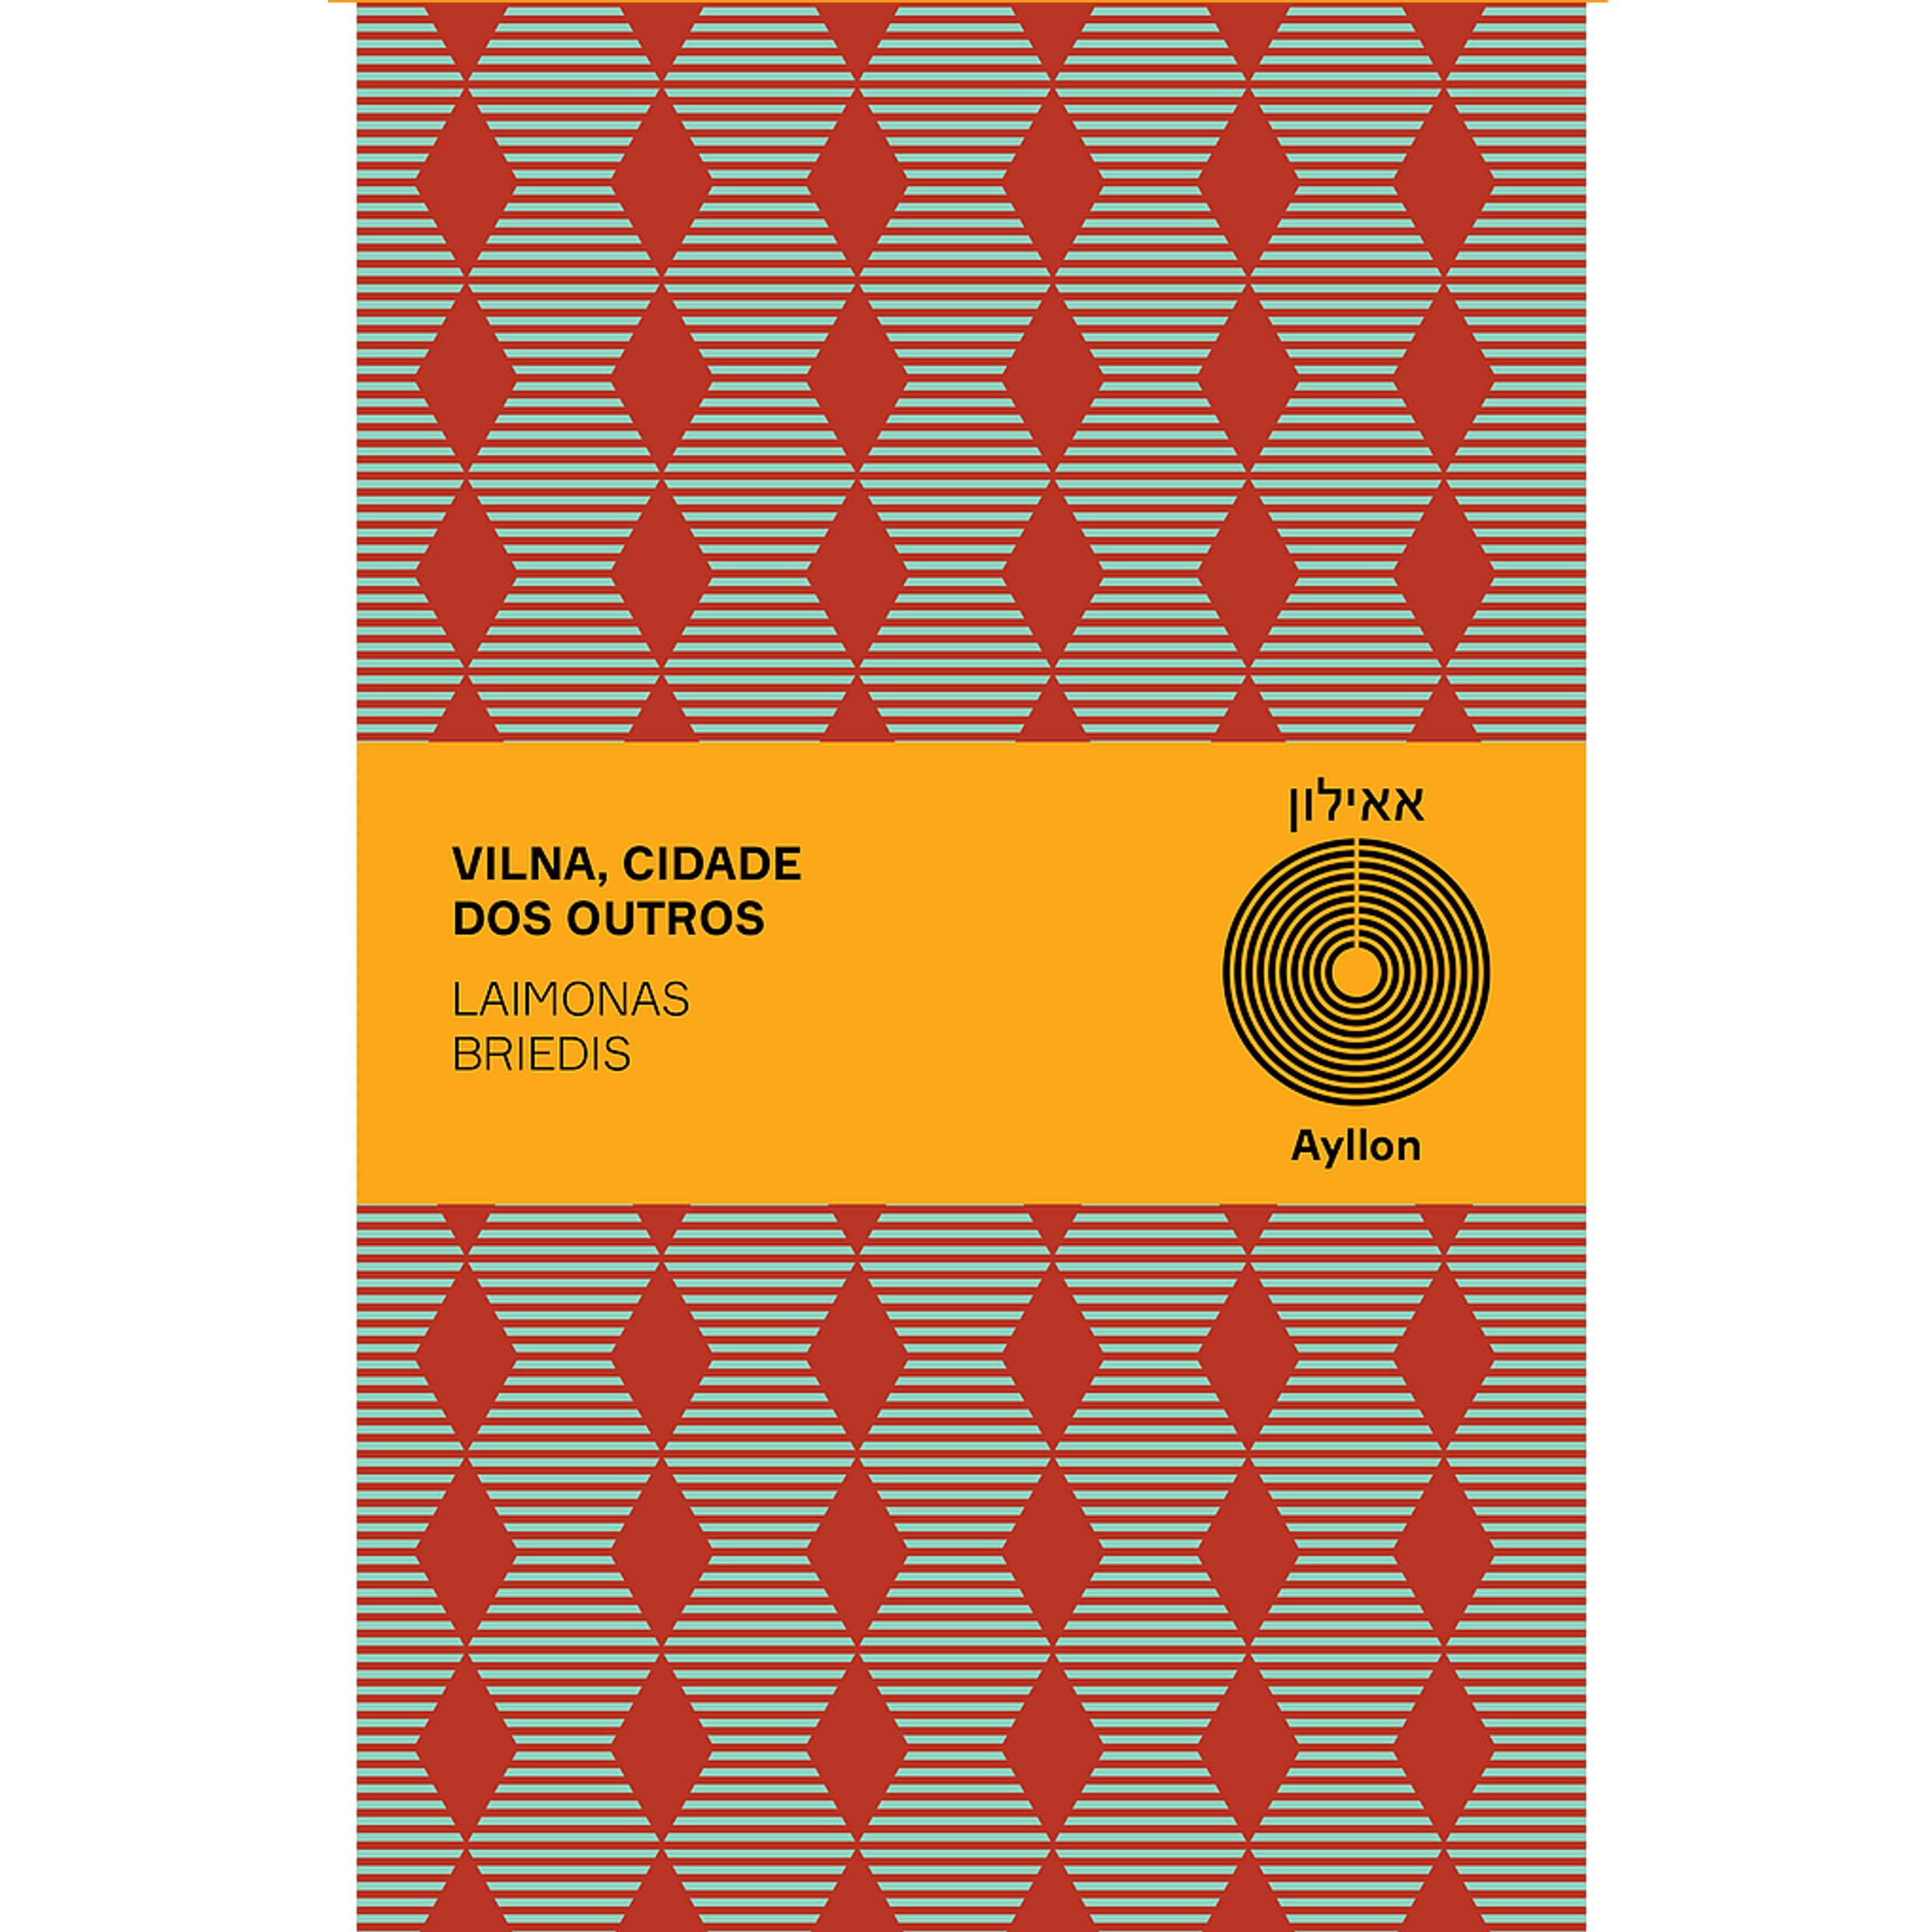 VILNA, CIDADE
DOS OUTROS
LAIMONAS
BRIEDIS
אאילון
Ayllon